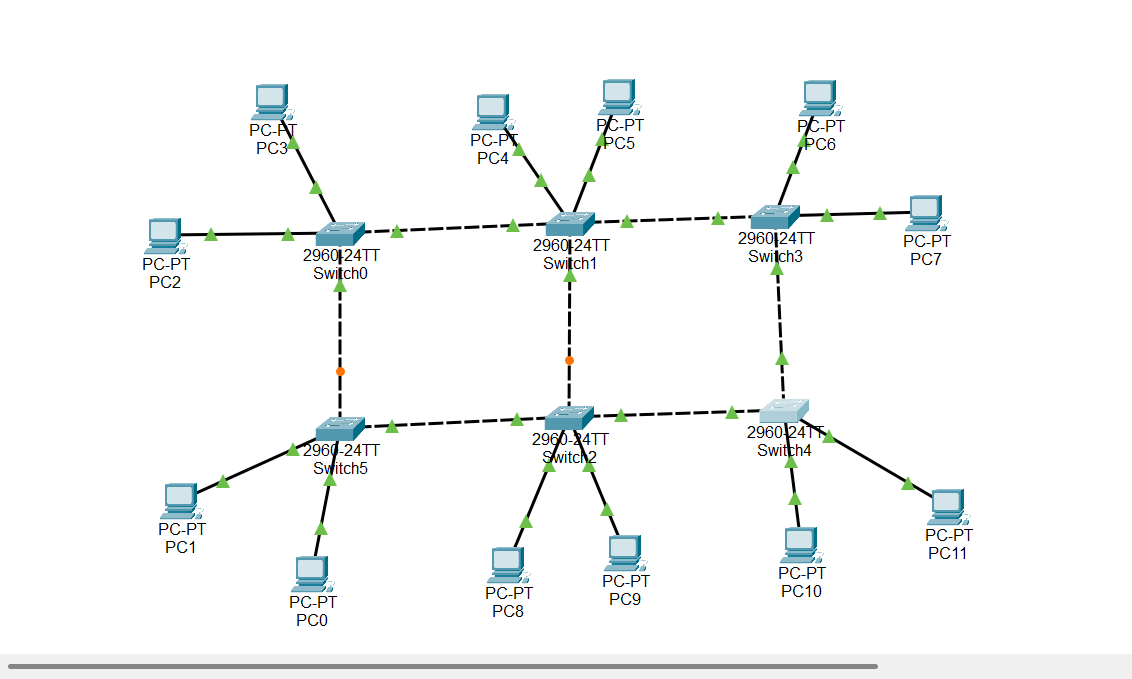 PC-PT
PC3
PC-PT
PC4
PC-PT
PC5
PC-PT
PC6
PC-PT
PC2
2960-24TT
Switch0
2960-24TT
Switch1
2960-24TT
Switch3
PC-PT
PC7
2960-24TT
Switch5
2960-24TT
Switch2
2960-24TT
Switch4
PC-PT
PC1
PC-PT
PC0
PC-PT
PC8
PC-PT
PC9
PC-PT
PC10
PC-PT
PC11